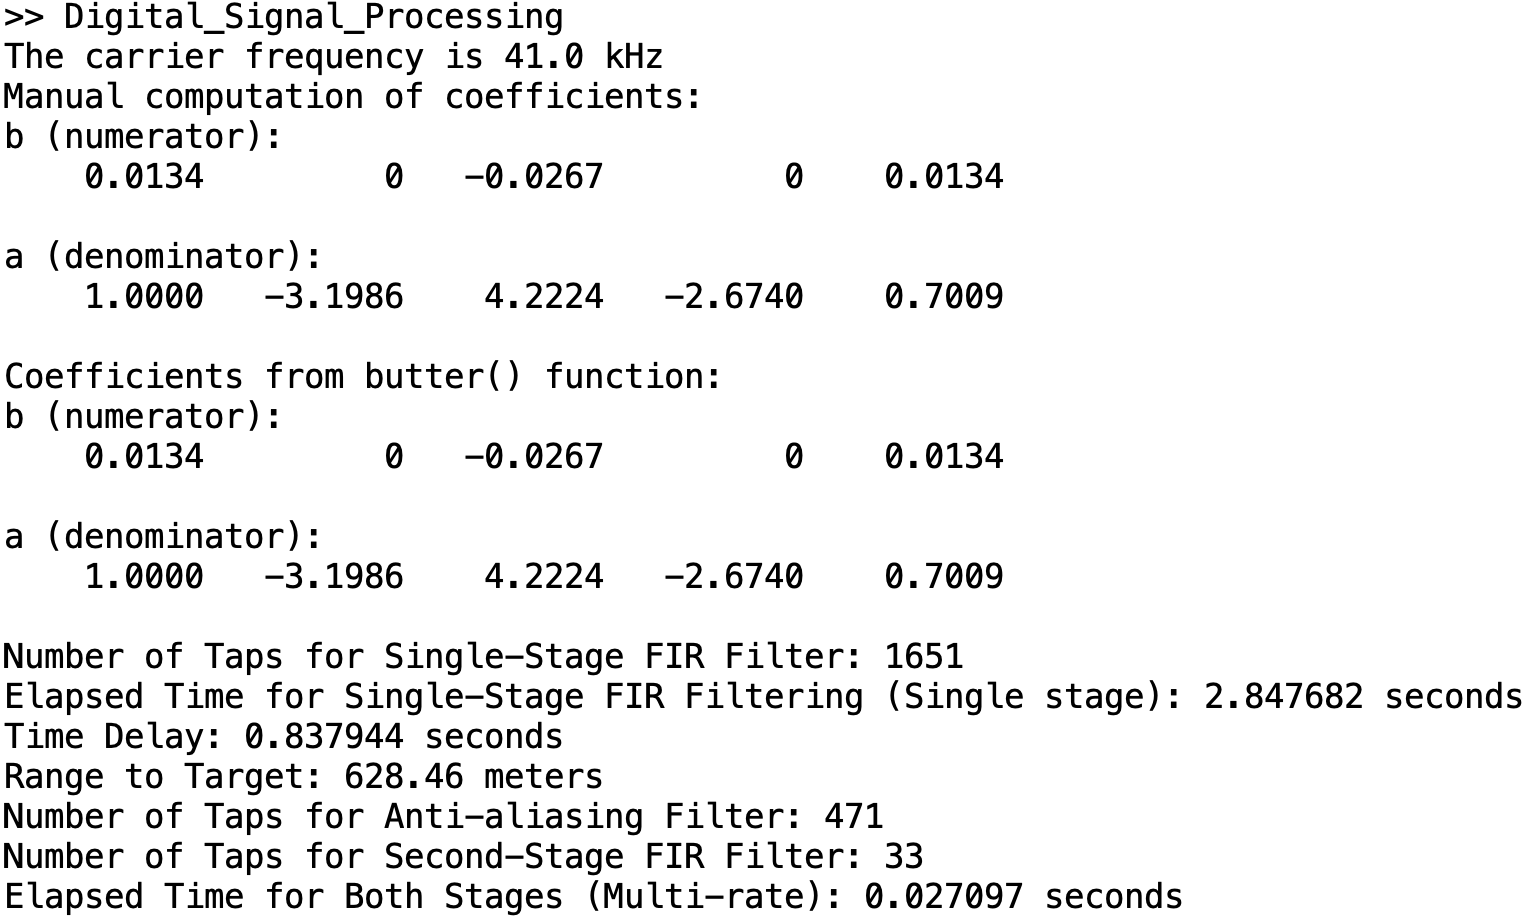 >> Digital_Signal_Processing
The carrier frequency is 41.0 kHz
Manual computation of coefficients:
b (numerator):
    0.0134         0   -0.0267         0    0.0134
a (denominator):
    1.0000   -3.1986    4.2224   -2.6740    0.7009
Coefficients from butter() function:
b (numerator):
    0.0134         0   -0.0267         0    0.0134
a (denominator):
    1.0000   -3.1986    4.2224   -2.6740    0.7009
Number of Taps for Single-Stage FIR Filter: 1651
Elapsed Time for Single-Stage FIR Filtering (Single stage): 2.847682 seconds
Time Delay: 0.837944 seconds
Range to Target: 628.46 meters
Number of Taps for Anti-aliasing Filter: 471
Number of Taps for Second-Stage FIR Filter: 33
Elapsed Time for Both Stages (Multi-rate): 0.027097 seconds